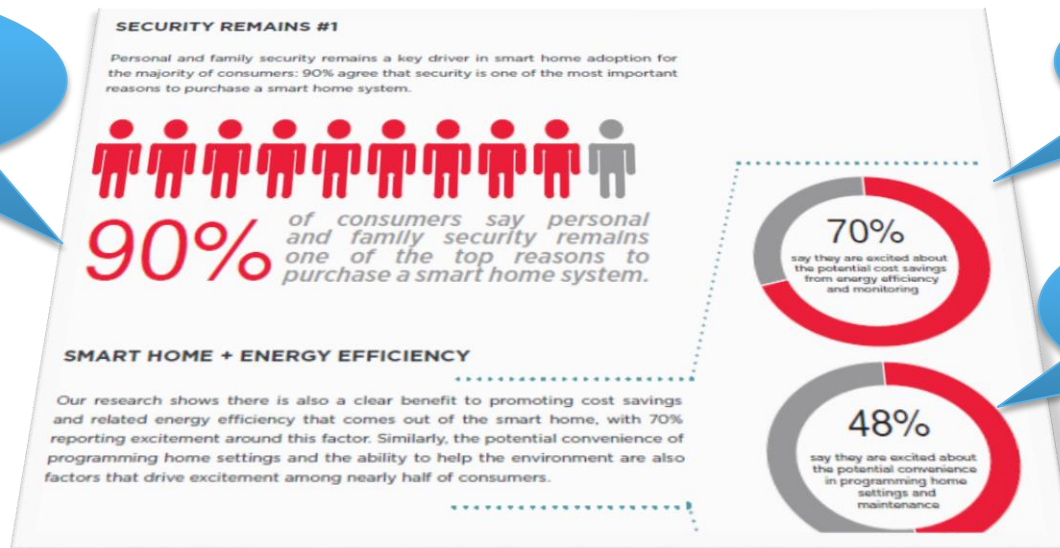 SECURITY REMAINS #1
Personal and family security remains a key driver in smart home adoption for
the majority of consumers: 90% agree that security is one of the most important
reasons to purchase a smart home system.
90%
of consumers say personal
and family security remains
one of the top reasons to
purchase a smart home system.
70%
say they are excited about
the potential cost savings
from energy efficiency
and monitoring
SMART HOME + ENERGY EFFICIENCY
Our research shows there is also a clear benefit to promoting cost savings
and related energy efficiency that comes out of the smart home, with 70%
reporting excitement around this factor. Similarly, the potential convenience of
programming home settings and the ability to help the environment are also
factors that drive excitement among nearly half of consumers.
48%
say they are excited about
the potential convenience
in programming home
settings and
maintenance